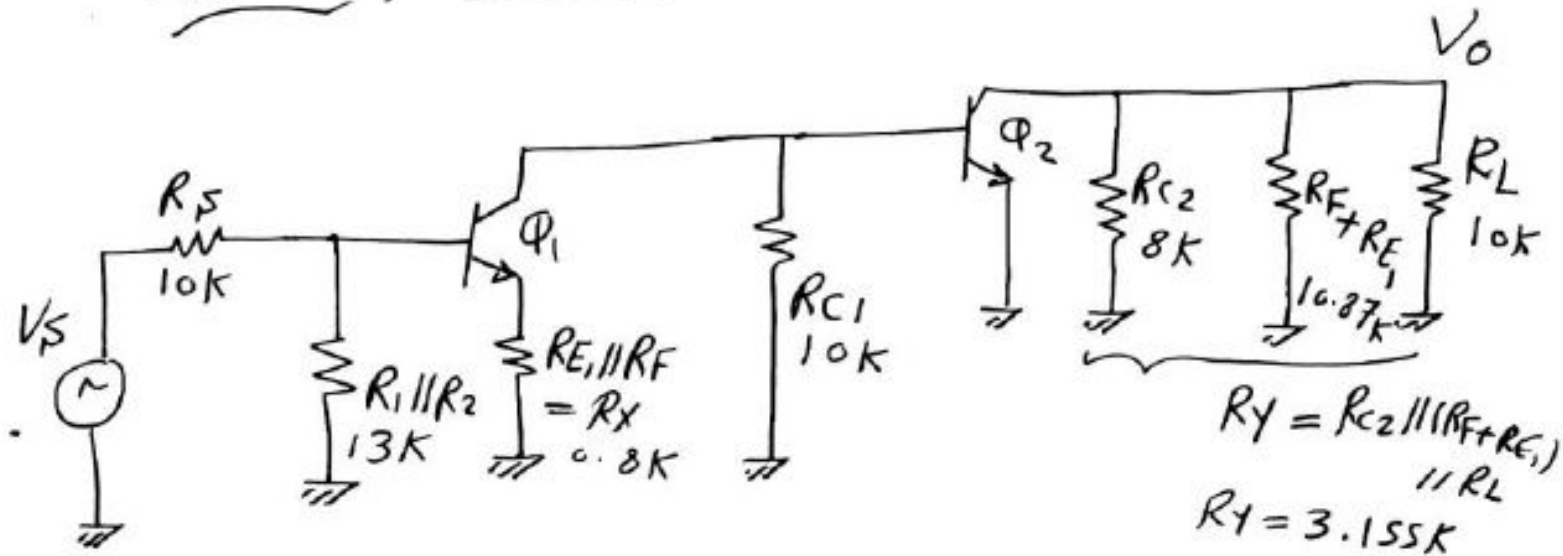 V0
RS
10K
VS
~
Q1
R1//R2
13K
RE1//RF
= RX
0.8K
RC1
10K
Q2
RC2
8K
RF+RE1
10.87K
RL
10K
RY = RC2//(RF+RE1)
//RL
RY = 3.155K